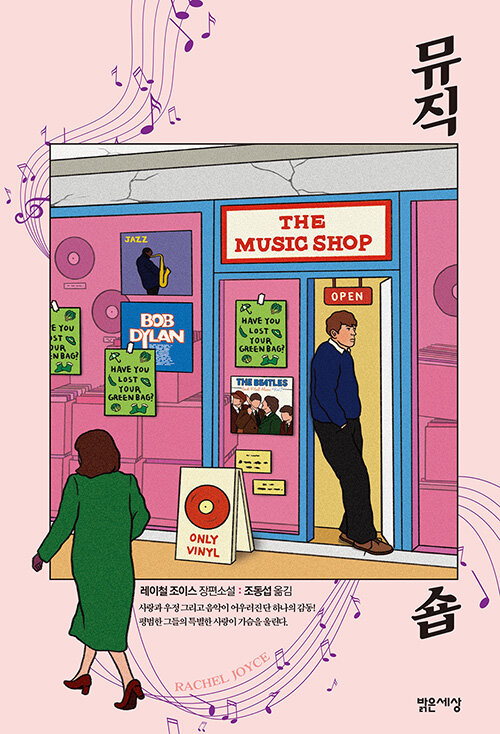 뮤직
숍
THE
MUSIC SHOP
OPEN
JAZZ
BOB
DYLAN
HAVE YOU
LOST
YOUR
GREEN BAG?
HAVE YOU
LOST
YOUR
GREEN BAG?
HAVE YOU
LOST
YOUR
GREEN BAG?
THE BEATLES
ONLY
VINYL
레이철 조이스 장편소설 : 조동섭 옮김
사랑과 우정 그리고 음악이 어우러진 단 하나의 감동!
평범한 그들의 특별한 사랑이 가슴을 울린다.
RACHEL JOYCE
밝은세상